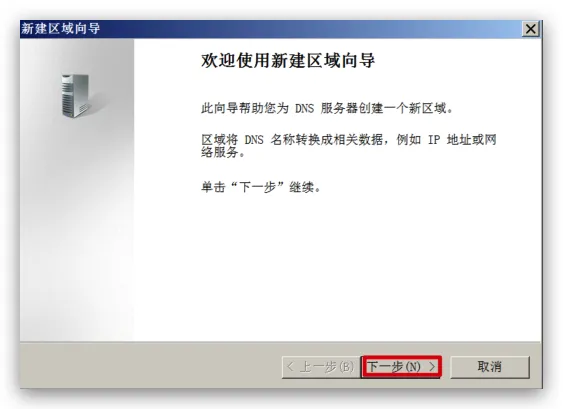 新建区域向导
欢迎使用新建区域向导
此向导帮助您为 DNS 服务器创建一个新区域。
区域将 DNS 名称转换成相关数据，例如 IP 地址或网
络服务。
单击“下一步”继续。
< 上一步(B) 下一步(N) > 取消